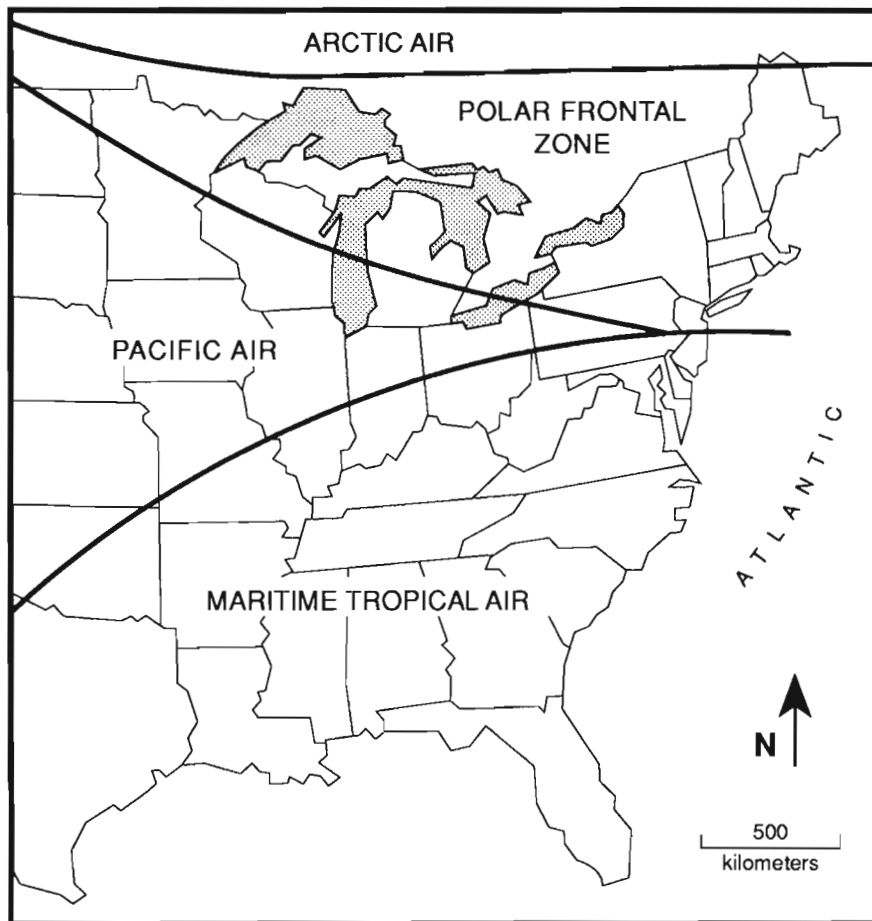 ARCTIC AIR
POLAR FRONTAL
ZONE
PACIFIC AIR
ATLANTIC
MARITIME TROPICAL AIR
N
500
kilometers